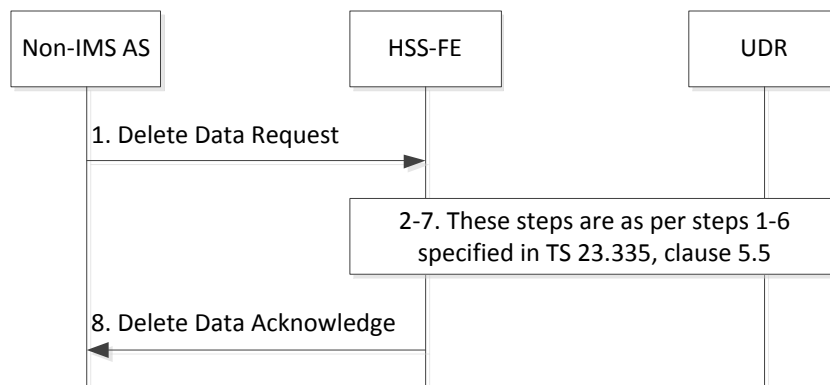 Non-IMS AS
HSS-FE
UDR
1. Delete Data Request
2-7. These steps are as per steps 1-6
specified in TS 23.335, clause 5.5
8. Delete Data Acknowledge